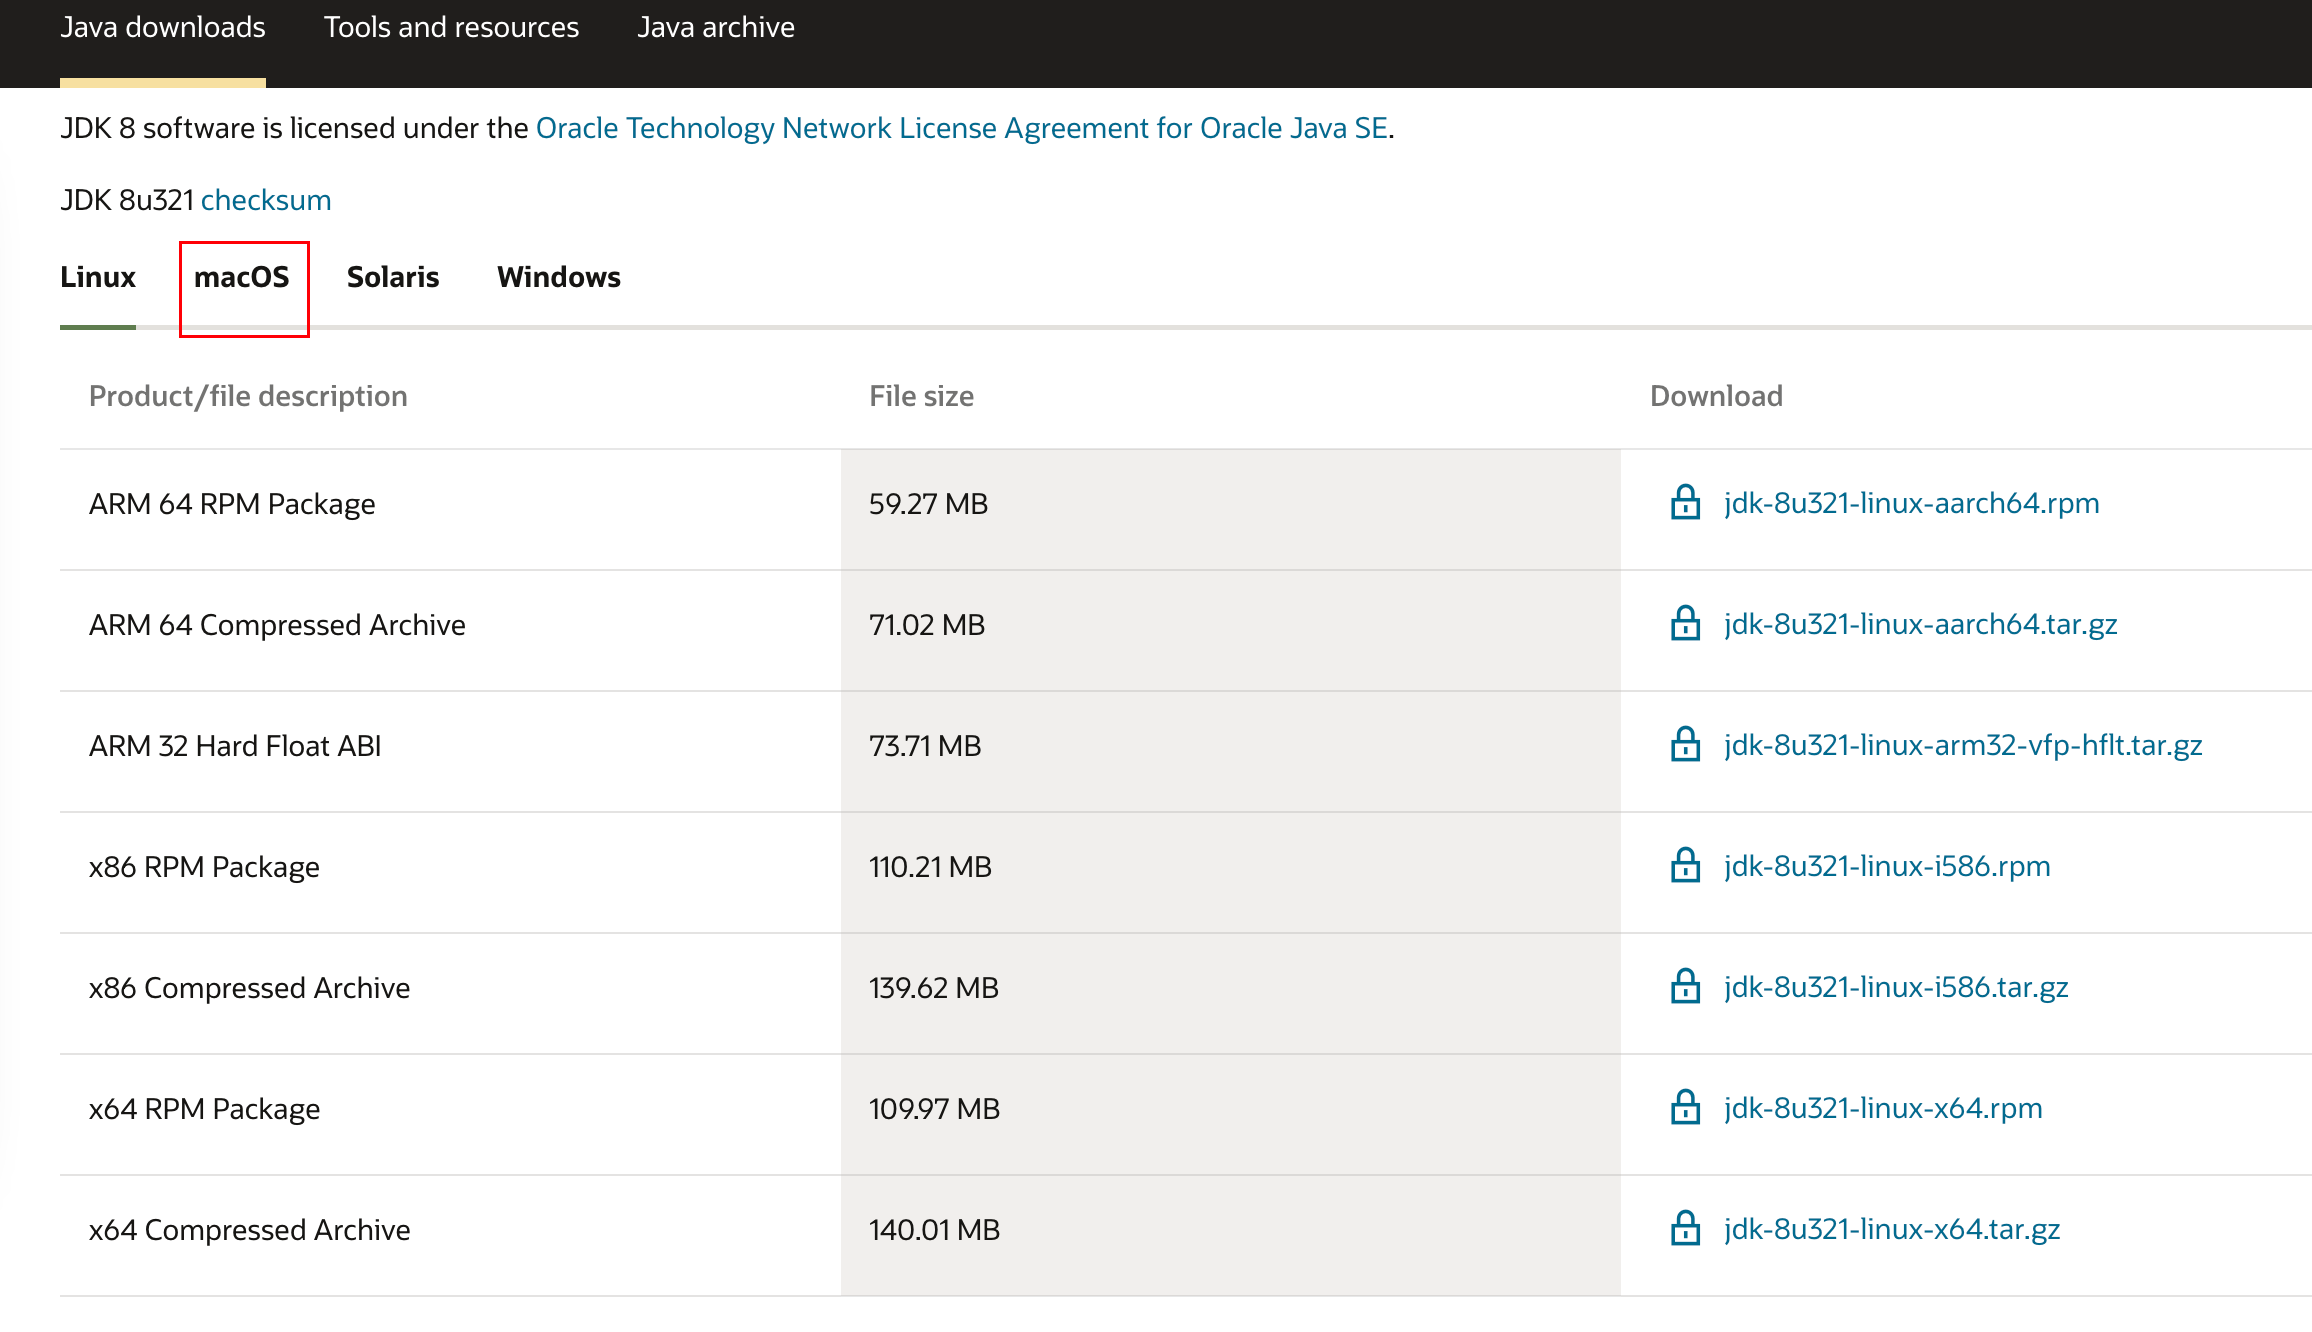 Java downloads Tools and resources Java archive
JDK 8 software is licensed under the Oracle Technology Network License Agreement for Oracle Java SE.
JDK 8u321 checksum
Linux macOS Solaris Windows
Product/file description File size Download
ARM 64 RPM Package 59.27 MB jdk-8u321-linux-aarch64.rpm
ARM 64 Compressed Archive 71.02 MB jdk-8u321-linux-aarch64.tar.gz
ARM 32 Hard Float ABI 73.71 MB jdk-8u321-linux-arm32-vfp-hflt.tar.gz
x86 RPM Package 110.21 MB jdk-8u321-linux-i586.rpm
x86 Compressed Archive 139.62 MB jdk-8u321-linux-i586.tar.gz
x64 RPM Package 109.97 MB jdk-8u321-linux-x64.rpm
x64 Compressed Archive 140.01 MB jdk-8u321-linux-x64.tar.gz